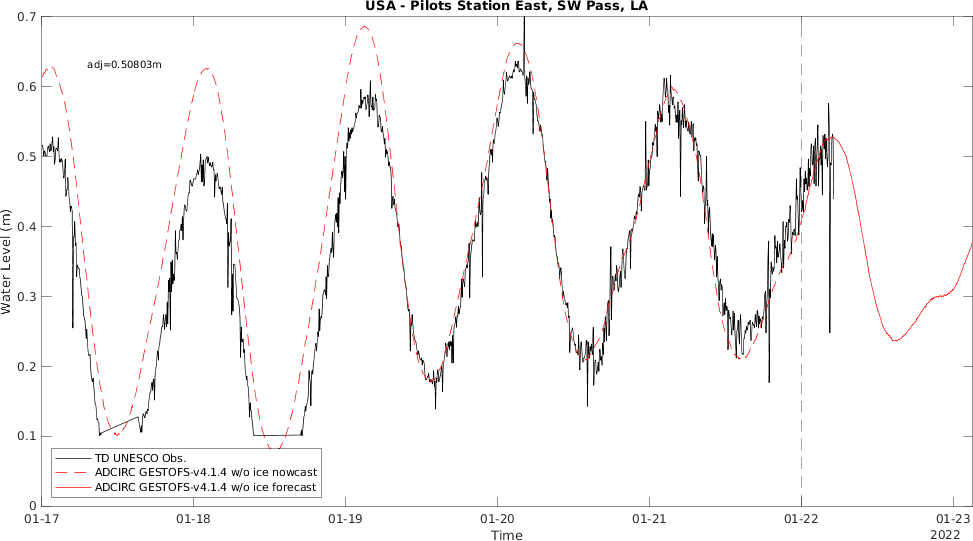 USA - Pilots Station East, SW Pass, LA
0.7
adj=0.50803m
0.6
0.5
0.4
Water Level (m)
0.3
0.2
0.1
TD UNESCO Obs.
ADCIRC GESTOFS-v4.1.4 w/o ice nowcast
ADCIRC GESTOFS-v4.1.4 w/o ice forecast
0
01-17 01-18 01-19 01-20 01-21 01-22 01-23
Time
2022